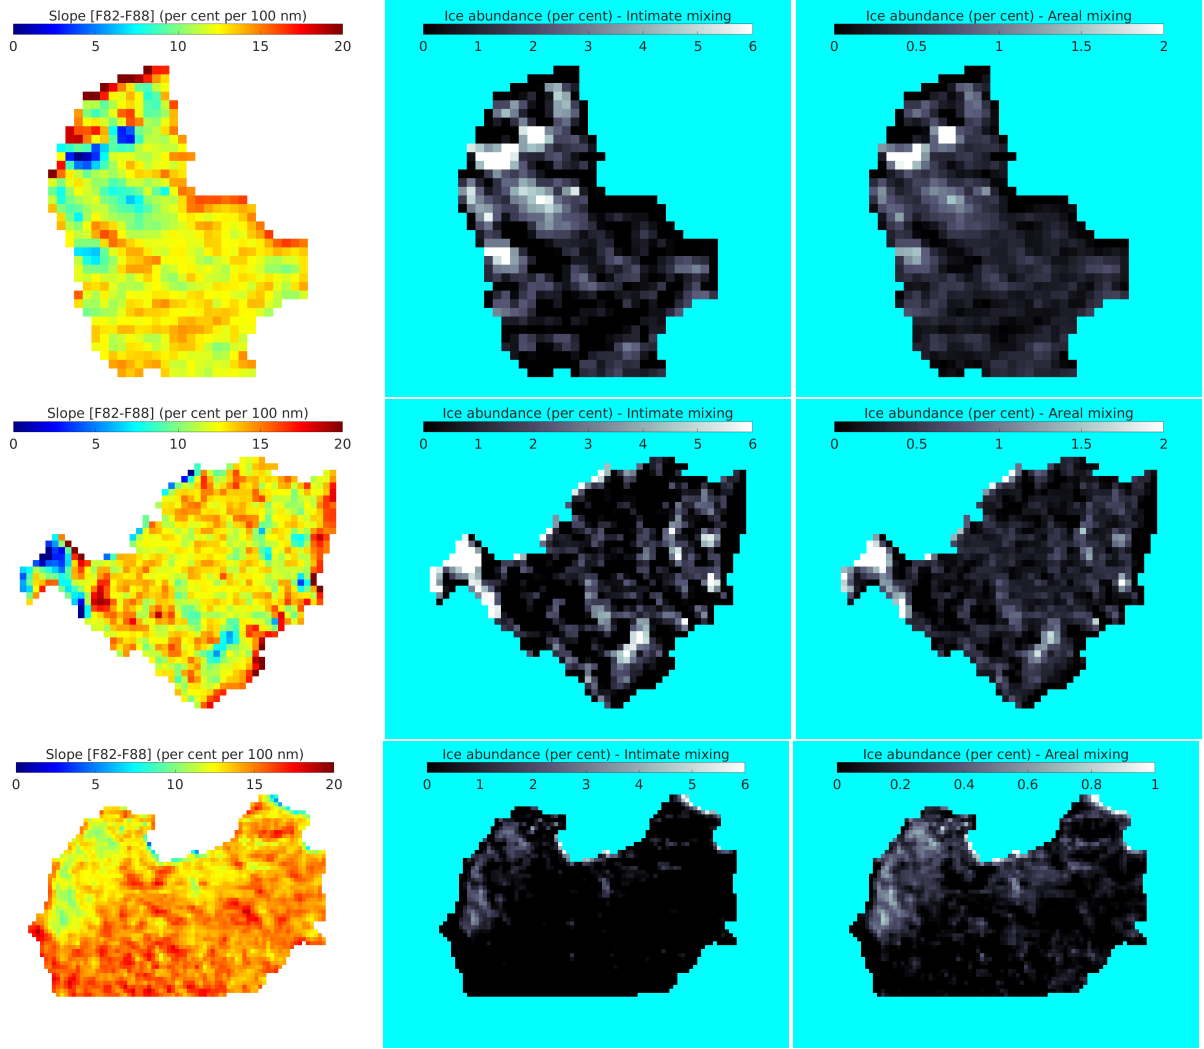 Slope [F82-F88] (per cent per 100 nm)
0 5 10 15 20
Ice abundance (per cent) - Intimate mixing
0 1 2 3 4 5 6
Ice abundance (per cent) - Areal mixing
0 0.5 1 1.5 2
Slope [F82-F88] (per cent per 100 nm)
0 5 10 15 20
Ice abundance (per cent) - Intimate mixing
0 1 2 3 4 5 6
Ice abundance (per cent) - Areal mixing
0 0.5 1 1.5 2
Slope [F82-F88] (per cent per 100 nm)
0 5 10 15 20
Ice abundance (per cent) - Intimate mixing
0 1 2 3 4 5 6
Ice abundance (per cent) - Areal mixing
0 0.2 0.4 0.6 0.8 1